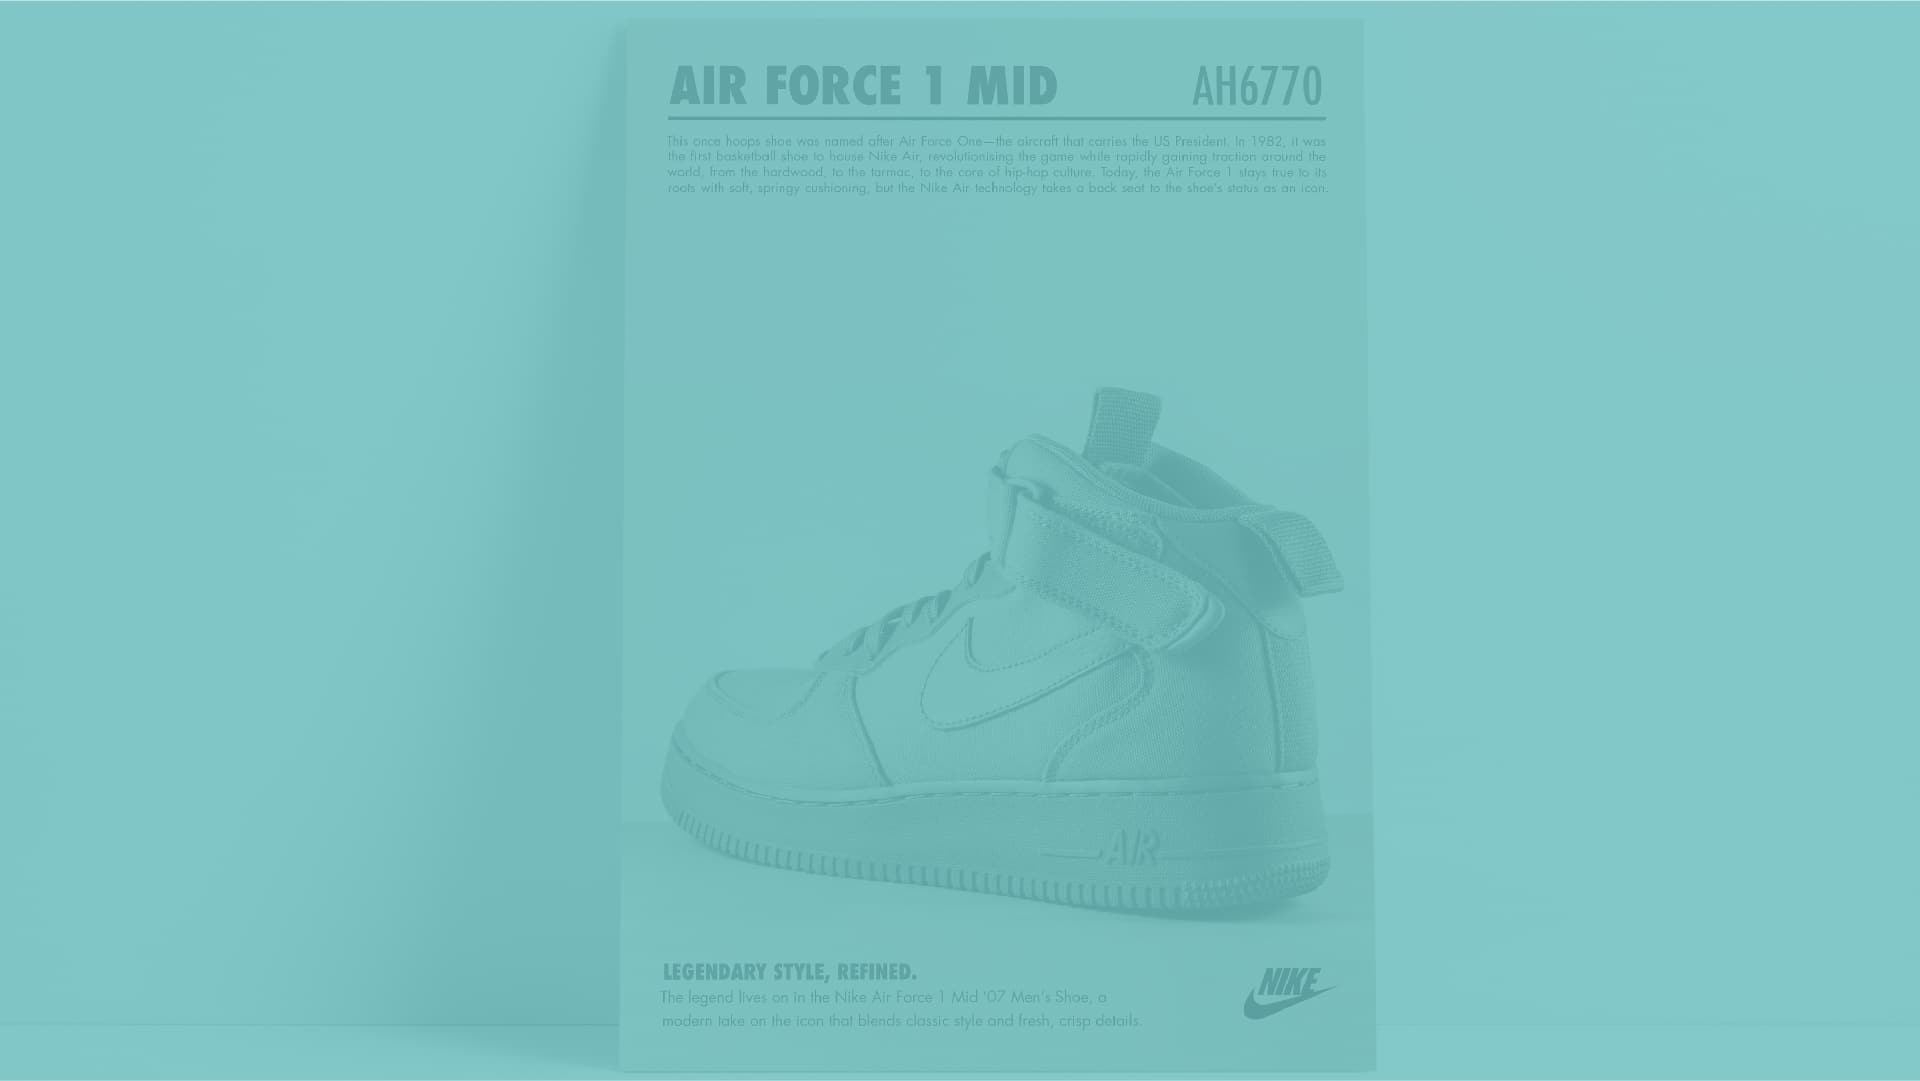 AIR FORCE 1 MID AH6770
This once hoops shoe was named after Air Force One—the aircraft that carries the US President. In 1982, it was
the first basketball shoe to house Nike Air, revolutionising the game while rapidly gaining traction around the
world, from the hardwood, to the tarmac, to the core of hip-hop culture. Today, the Air Force 1 stays true to its
roots with soft, springy cushioning, but the Nike Air technology takes a back seat to the shoe's status as an icon.
AIR
LEGENDARY STYLE, REFINED.
The legend lives on in the Nike Air Force 1 Mid '07 Men's Shoe, a
modern take on the icon that blends classic style and fresh, crisp details.
NIKE